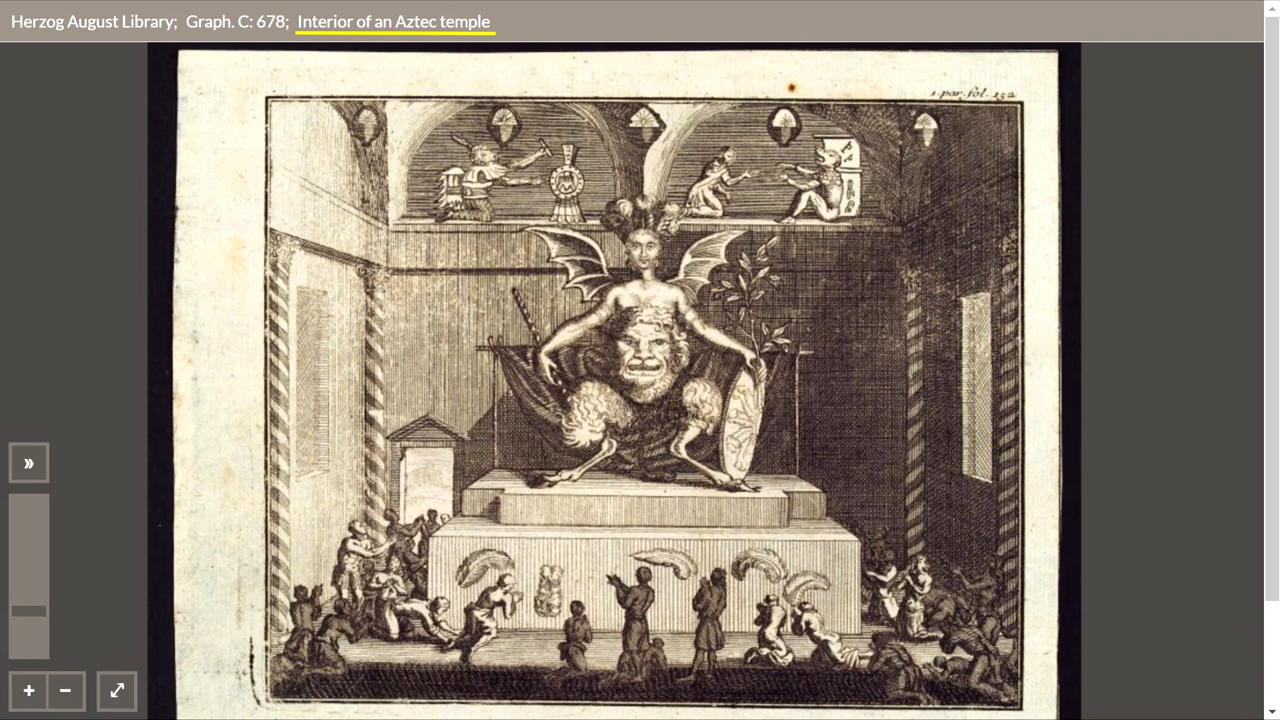 Herzog August Library; Graph. C: 678; Interior of an Aztec temple
1. par. fol. 152
»
+ −